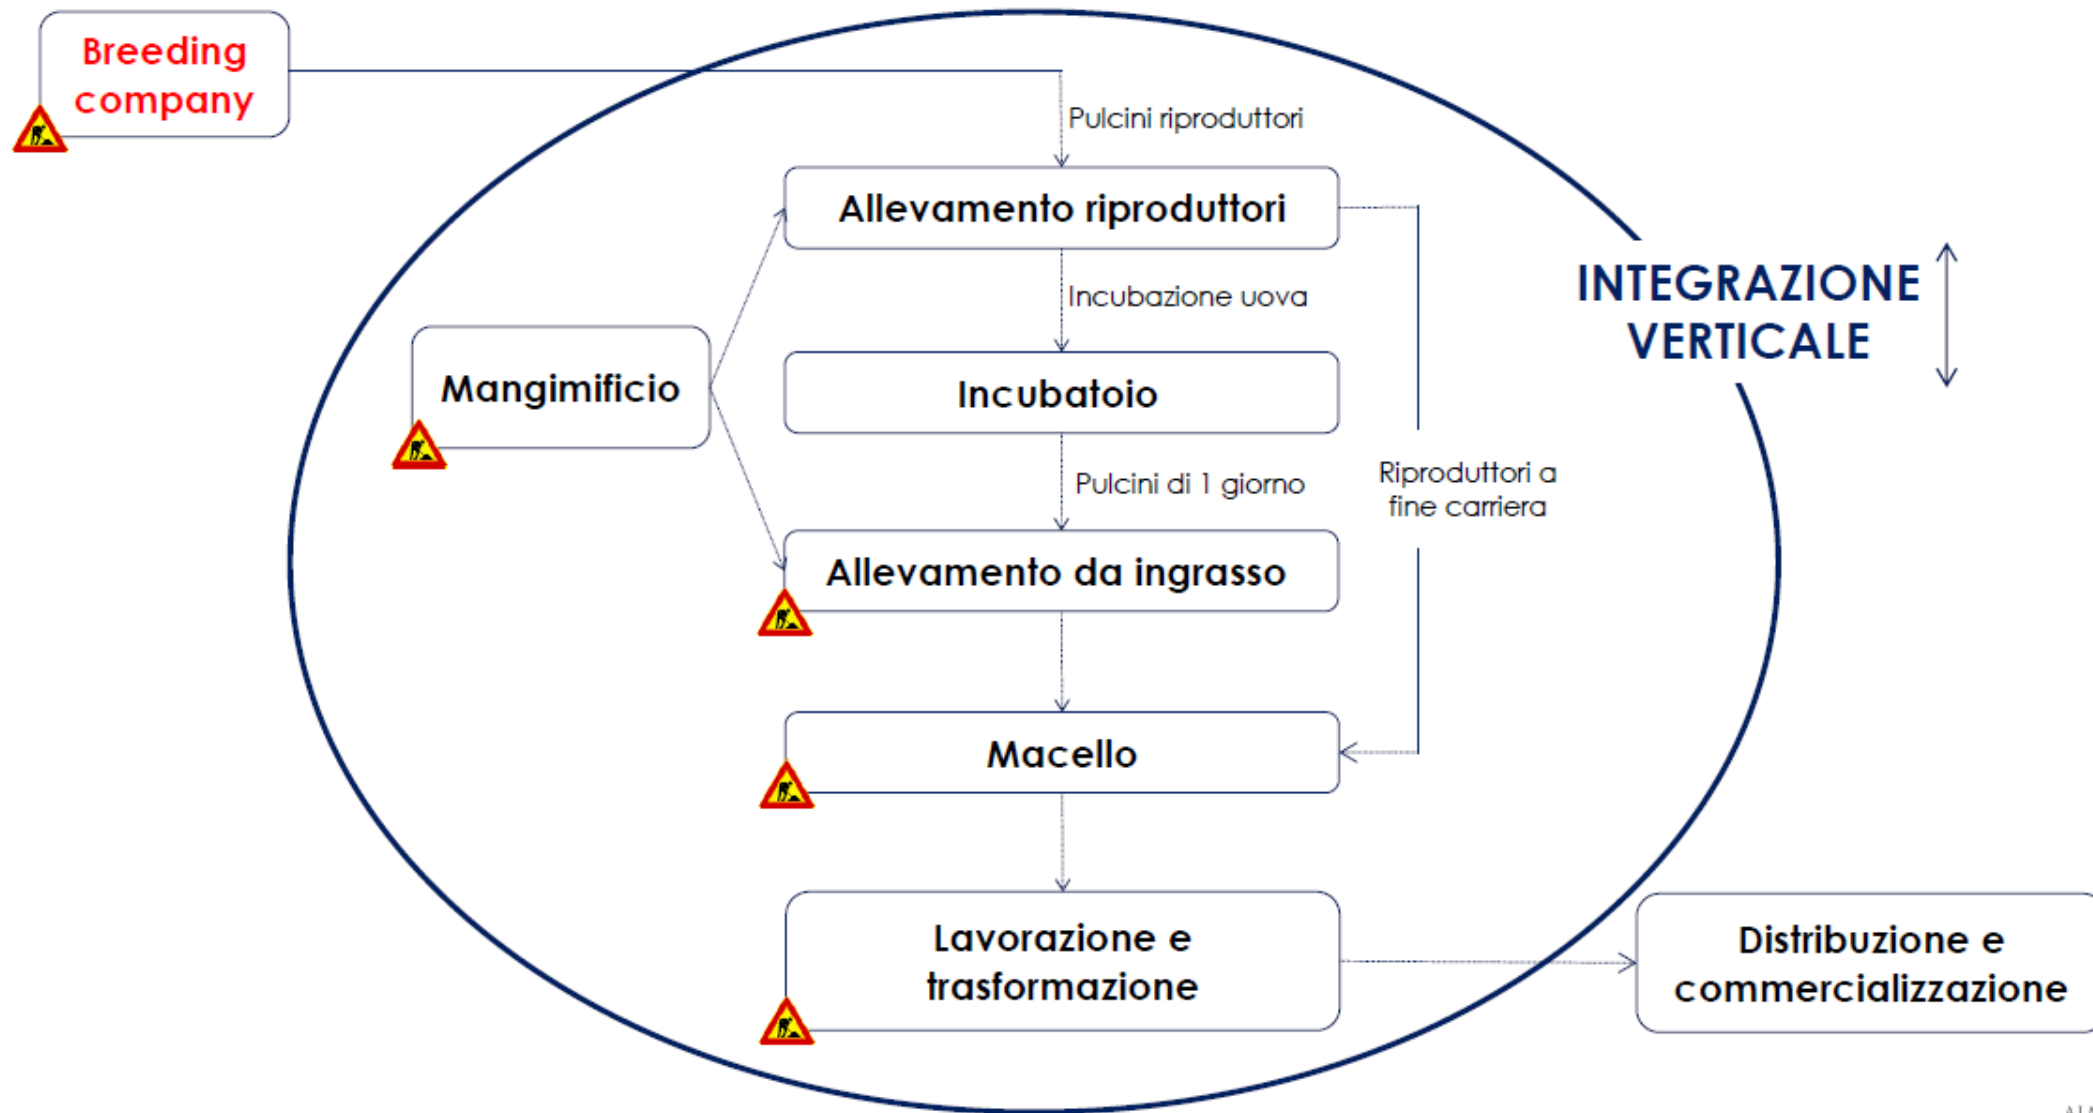 Breeding
company
Pulcini riproduttori
Allevamento riproduttori
INTEGRAZIONE
VERTICALE
Incubazione uova
Mangimificio
Incubatoio
Pulcini di 1 giorno
Riproduttori a
fine carriera
Allevamento da ingrasso
Macello
Lavorazione e
trasformazione
Distribuzione e
commercializzazione